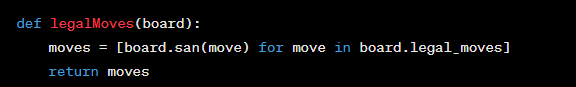 def legalMoves(board):
    moves = [board.san(move) for move in board.legal_moves]
    return moves